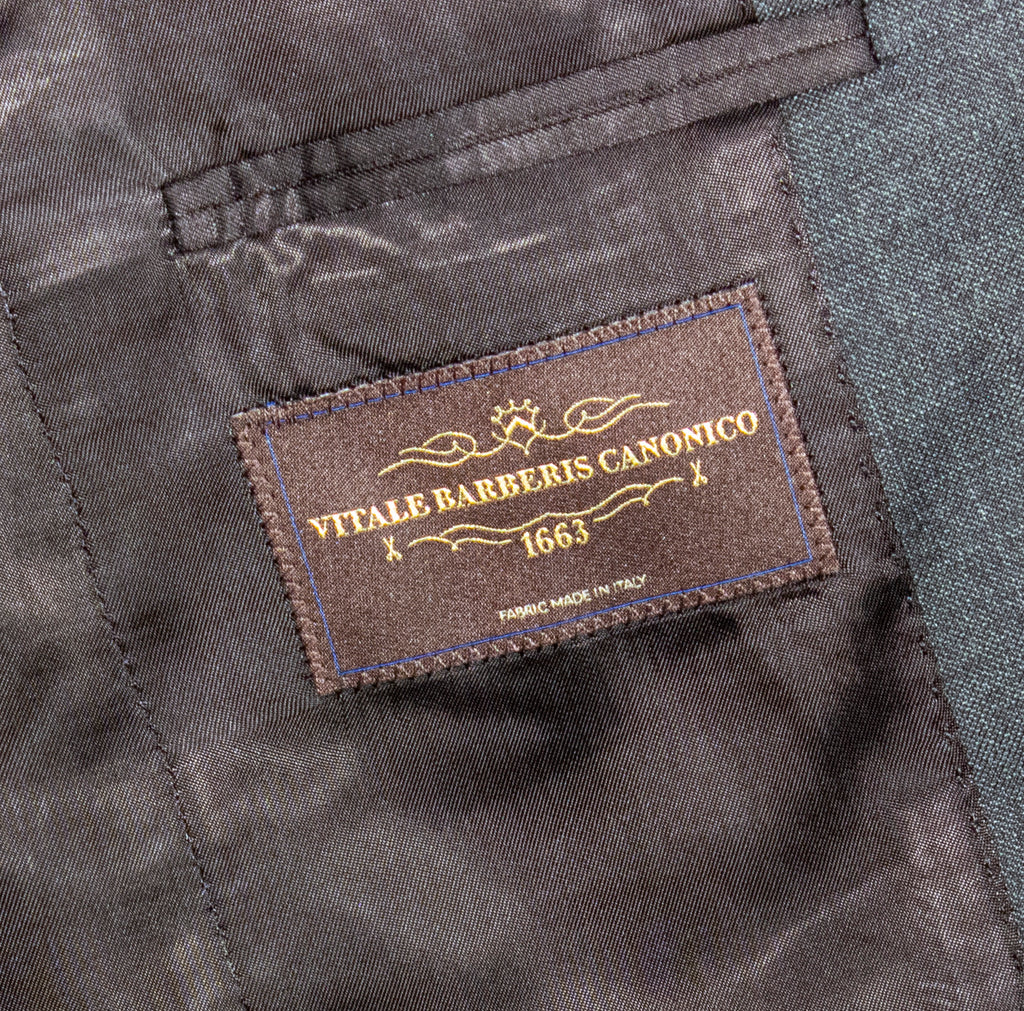 VITALE BARBERIS CANONICO
1663
FABRIC MADE IN ITALY